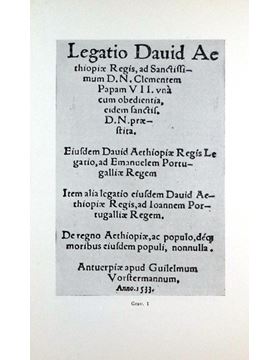 Legatio Dauid Ae
thiopiæ Regis, ad Sanctissi-
mum D.N. Clementem
Papam VII. vnà
cum obedientia,
eidem sanctiss.
D.N. præ-
stita.
Eiusdem Dauid Aethiopiæ Regis Le
gatio, ad Emanuelem Portu-
galliæ Regem
Item alia legatio eiusdem Dauid Ae-
thiopiæ Regis, ad Ioannem Por-
tugalliæ Regem.
De regno Aethiopiæ, ac populo, déq;
moribus eiusdem populi, nonnulla.
Antuerpiæ apud Guilelmum
Vorstermannum.
Anno. 1533.
Grav. 1